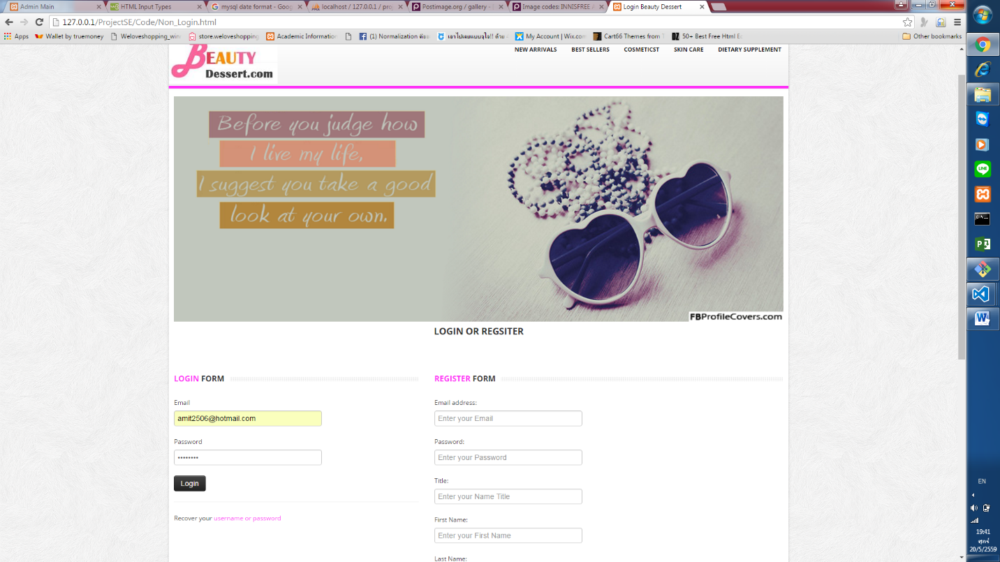 Admin Main
HTML Input Types
mysql date format - Goog
localhost / 127.0.0.1 / pro
Postimage.org / gallery -
Image codes: INNISFREE A
Login Beauty Dessert
127.0.0.1/ProjectSE/Code/Non_Login.html
Apps
Wallet by truemoney
Weloveshopping_wind
store.weloveshopping
Academic Information
(1) Normalization คือ
เอาไปเลยแบบจุใจ!! ด้วย
My Account | Wix.com
Cart66 Themes from T
50+ Best Free Html E
Other bookmarks
BEAUTY
Dessert.com
NEW ARRIVALS
BEST SELLERS
COSMETICST
SKIN CARE
DIETARY SUPPLEMENT
Before you judge how
I live my life,
I suggest you take a good
look at your own.
FBProfileCovers.com
LOGIN OR REGSITER
LOGIN FORM
Email
amit2506@hotmail.com
Password
••••••••
Login
Recover your username or password
REGISTER FORM
Email address:
Enter your Email
Password:
Enter your Password
Title:
Enter your Name Title
First Name:
Enter your First Name
Last Name:
LINE
C:\
EN
19:41
ศุกร์
20/5/2559